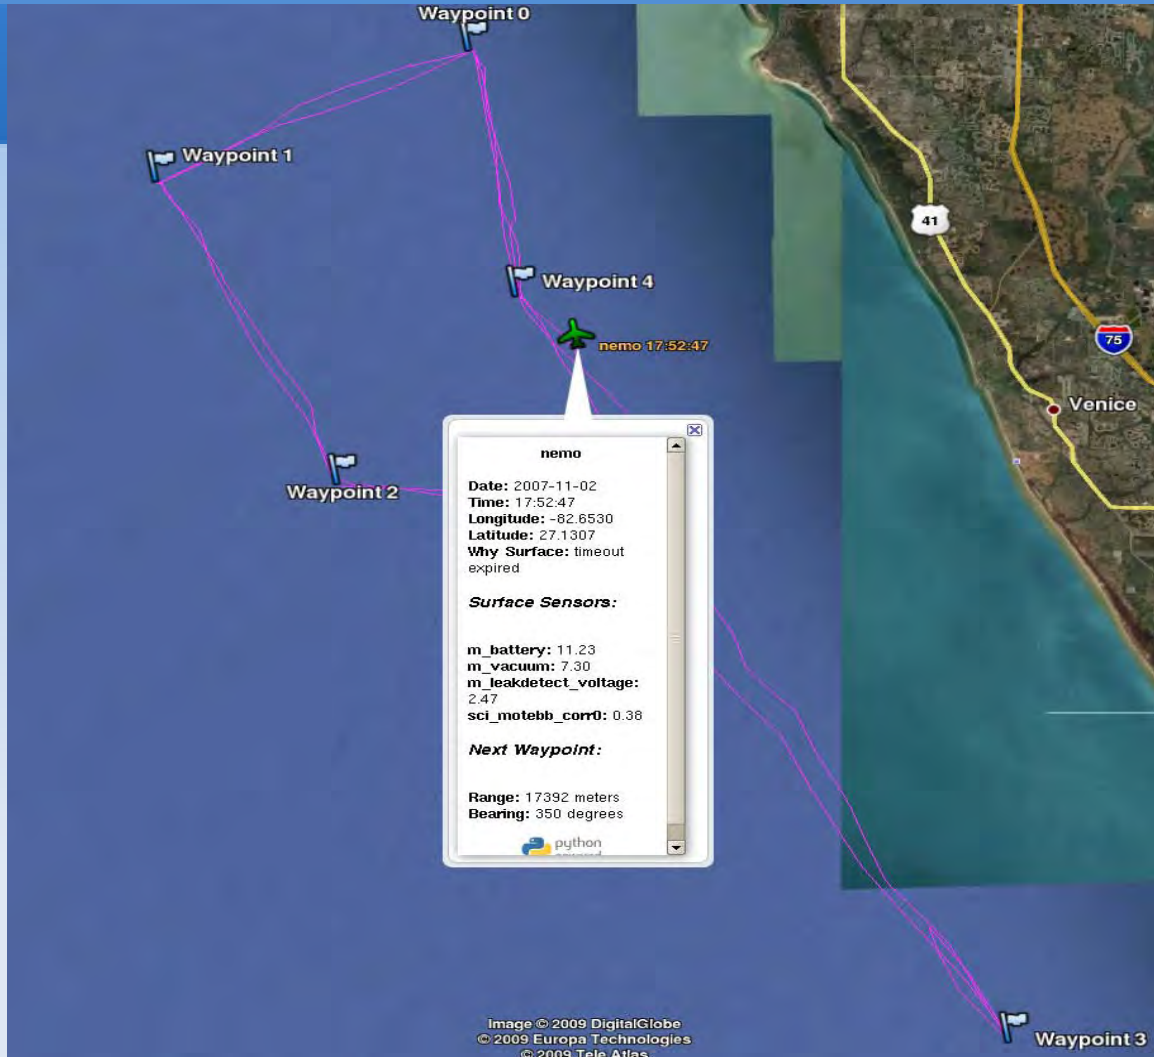 Waypoint 0
Waypoint 1
41
Waypoint 4
nemo 17:52:47
75
Venice
Waypoint 2
nemo
Date: 2007-11-02
Time: 17:52:47
Longitude: -82.6530
Latitude: 27.1307
Why Surface: timeout
expired
Surface Sensors:
m_battery: 11.23
m_vacuum: 7.30
m_leakdetect_voltage:
2.47
sci_motebb_corr0: 0.38
Next Waypoint:
Range: 17392 meters
Bearing: 350 degrees
python
Image © 2009 DigitalGlobe
© 2009 Europa Technologies
© 2009 Tele Atlas
Waypoint 3